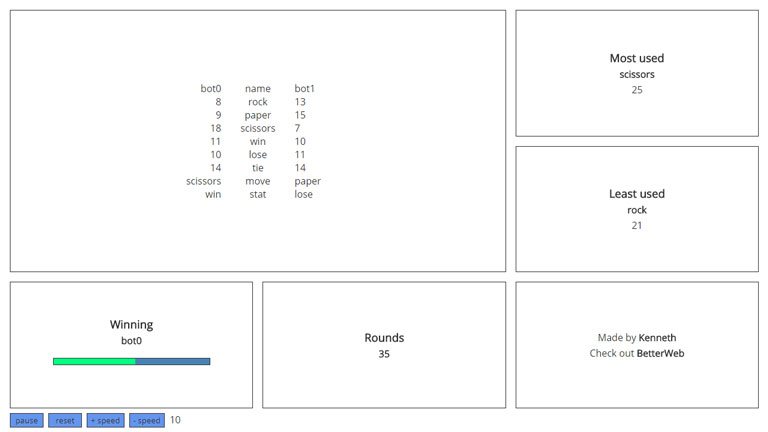 bot0 name bot1
8 rock 13
9 paper 15
18 scissors 7
11 win 10
10 lose 11
14 tie 14
scissors move paper
win stat lose
Most used
scissors
25
Least used
rock
21
Winning
bot0
Rounds
35
Made by Kenneth
Check out BetterWeb
pause reset + speed - speed 10